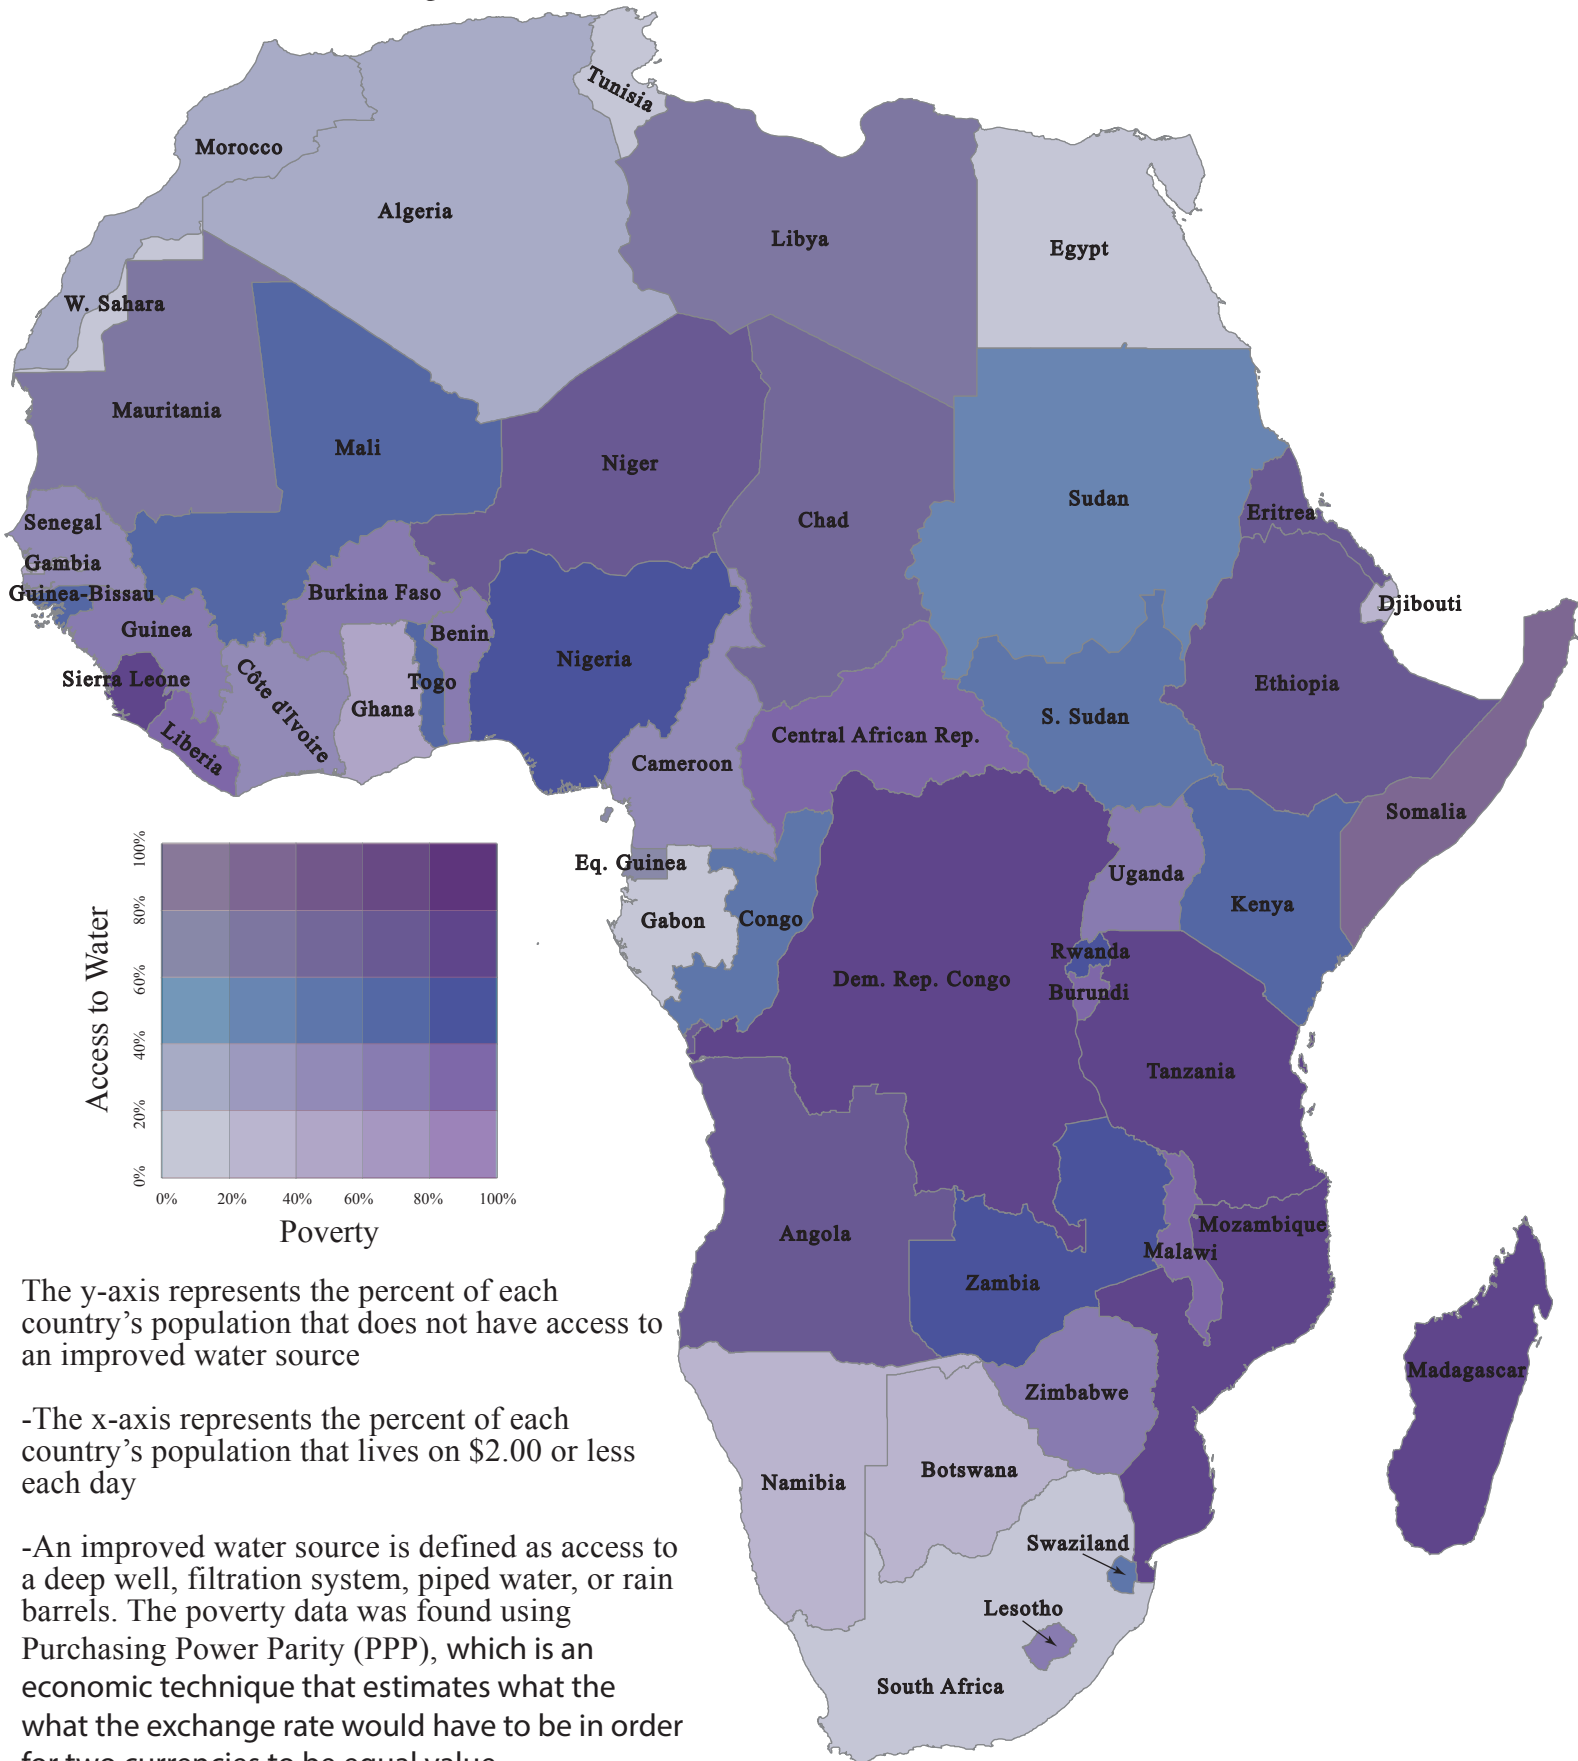 Tunisia
Morocco
Algeria
Libya
Egypt
W. Sahara
Mauritania
Mali
Niger
Chad
Sudan
Eritrea
Senegal
Gambia
Guinea-Bissau
Burkina Faso
Djibouti
Guinea
Benin
Nigeria
Sierra Leone
Togo
Ethiopia
Côte d'Ivoire
Ghana
S. Sudan
Liberia
Central African Rep.
Cameroon
Somalia
Eq. Guinea
Uganda
Gabon
Congo
Kenya
Rwanda
Dem. Rep. Congo
Burundi
Tanzania
Mozambique
Angola
Malawi
Zambia
Madagascar
Zimbabwe
Botswana
Namibia
Swaziland
Lesotho
South Africa
Access to Water
100%
80%
60%
40%
20%
0%
0% 20% 40% 60% 80% 100%
Poverty
The y-axis represents the percent of each
country’s population that does not have access to
an improved water source
-The x-axis represents the percent of each
country’s population that lives on $2.00 or less
each day
-An improved water source is defined as access to
a deep well, filtration system, piped water, or rain
barrels. The poverty data was found using
Purchasing Power Parity (PPP), which is an
economic technique that estimates what the
what the exchange rate would have to be in order
for two currencies to be equal value